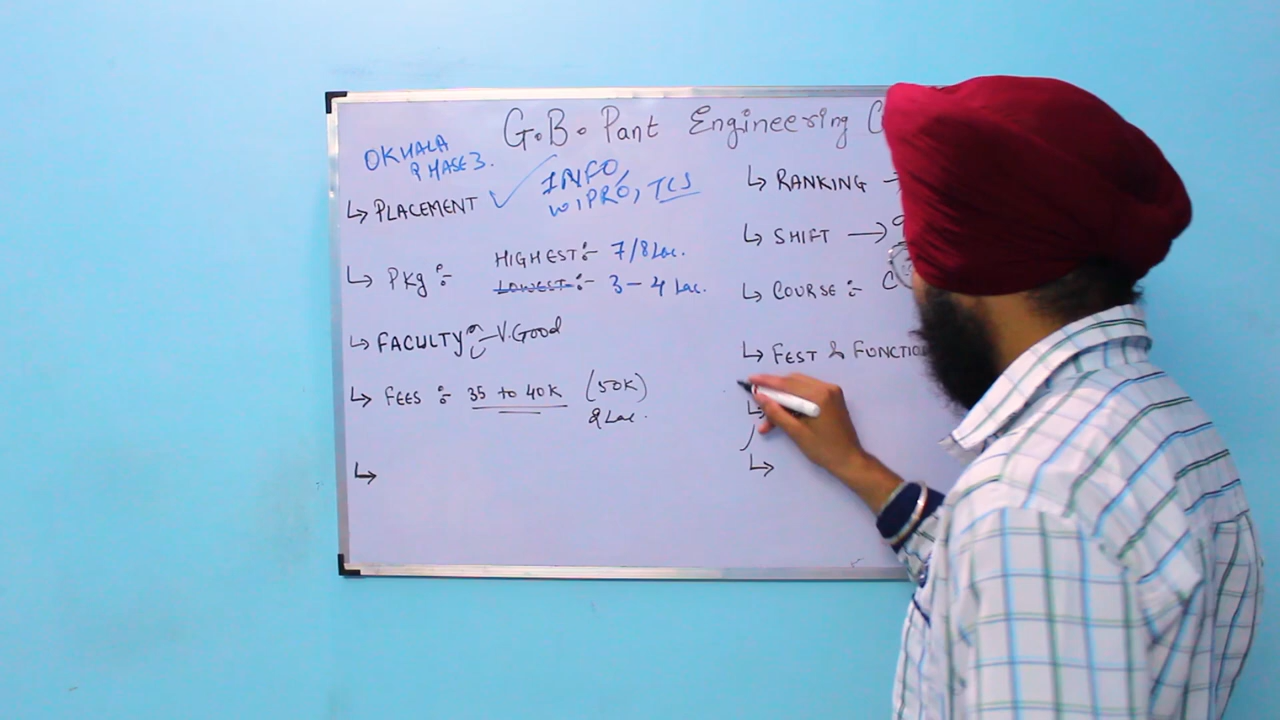 G.B. Pant Engineering C
OKHALA
PHASE 3.
↳ PLACEMENT ✓ INFO,
WIPRO, TCS
↳ PKg :- HIGHEST :- 7/8 Lac.
LOWEST :- 3 - 4 Lac.
↳ FACULTY :- V. Good
↳ FEES :- 35 to 40K (50K)
2 Lac.
↳
↳ RANKING →
↳ SHIFT →
↳ COURSE :- C
↳ FEST & FUNCTION
↳
↳